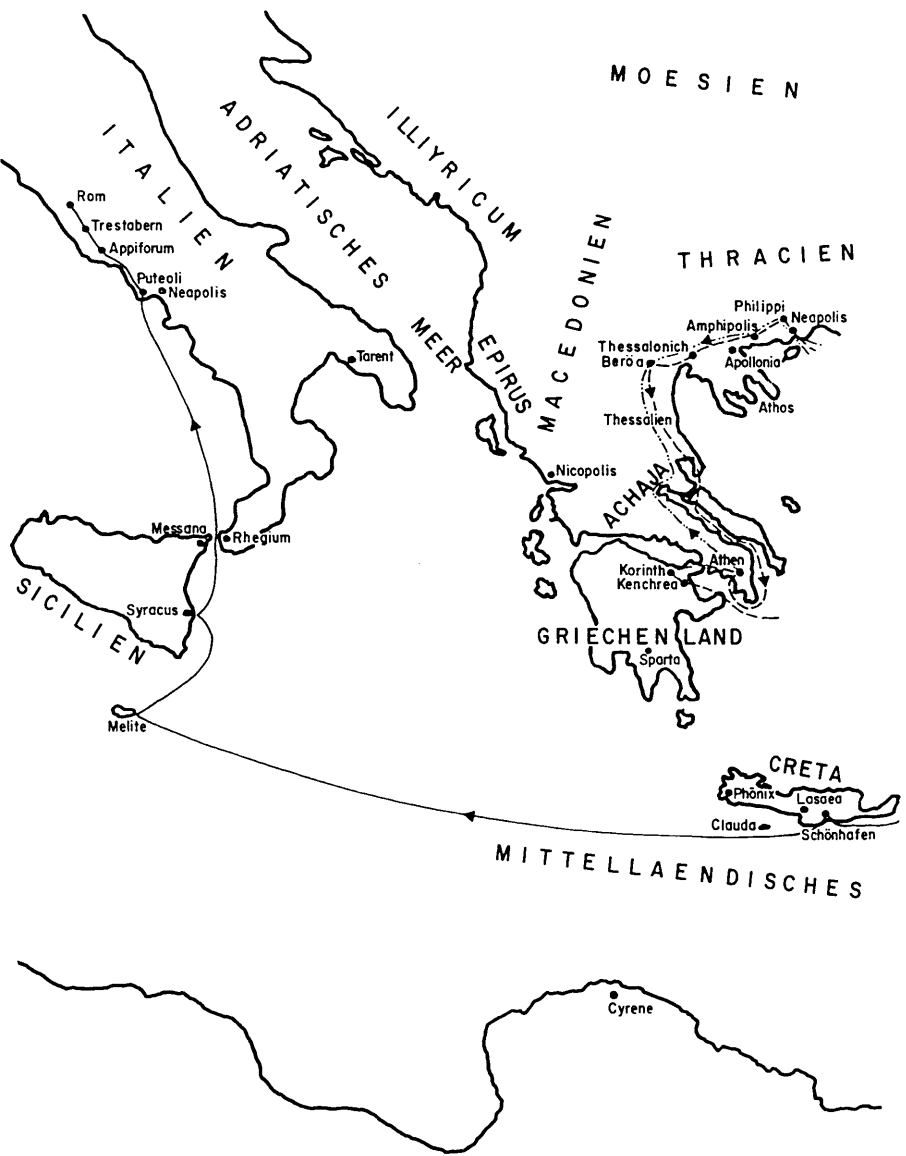 MOESIEN
ITALIEN
ADRIATISCHES
MEER
ILLIYRICUM
MACEDONIEN
THRACIEN
EPIRUS
Rom
Trestabern
Appiforum
Puteoli
Neapolis
Tarent
Philippi
Neapolis
Amphipolis
Thessalonich
Beröa
Apollonia
Athos
Thessalien
Nicopolis
ACHAJA
Messana
Rhegium
Syracus
SICILIEN
Melite
Athen
Korinth
Kenchrea
GRIECHENLAND
Sparta
CRETA
Phönix
Lasaea
Clauda
Schönhafen
MITTELLAENDISCHES
Cyrene